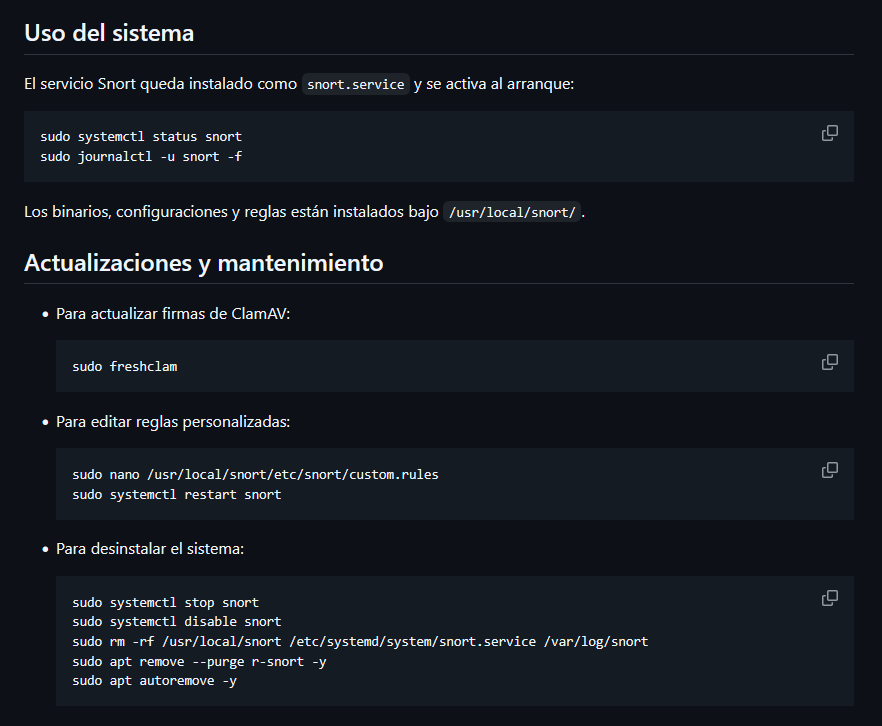 Uso del sistema
El servicio Snort queda instalado como snort.service y se activa al arranque:
sudo systemctl status snort
sudo journalctl -u snort -f
Los binarios, configuraciones y reglas están instalados bajo /usr/local/snort/.
Actualizaciones y mantenimiento
• Para actualizar firmas de ClamAV:
sudo freshclam
• Para editar reglas personalizadas:
sudo nano /usr/local/snort/etc/snort/custom.rules
sudo systemctl restart snort
• Para desinstalar el sistema:
sudo systemctl stop snort
sudo systemctl disable snort
sudo rm -rf /usr/local/snort /etc/systemd/system/snort.service /var/log/snort
sudo apt remove --purge r-snort -y
sudo apt autoremove -y